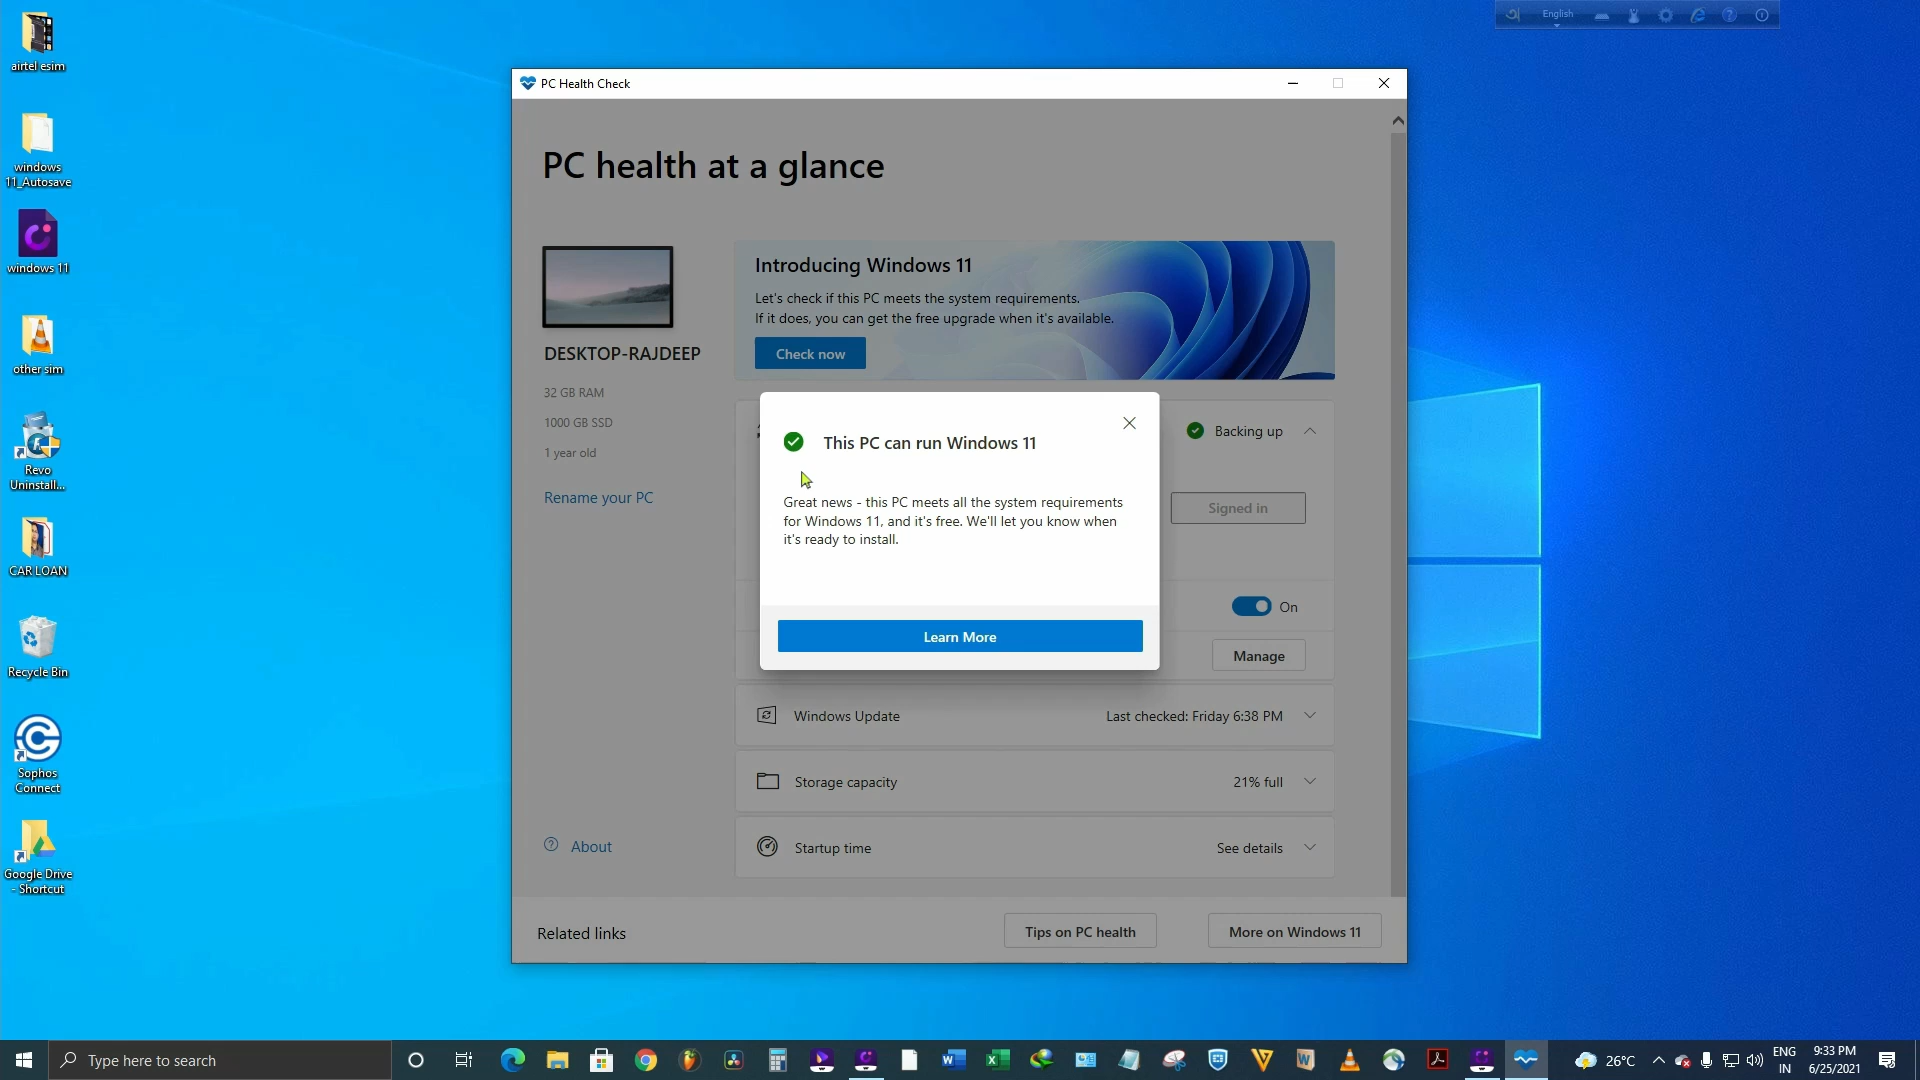 airtel esim
windows
11_Autosave
windows 11
other sim
Revo
Uninstall...
CAR LOAN
Recycle Bin
Sophos
Connect
Google Drive
- Shortcut
English
PC Health Check
PC health at a glance
DESKTOP-RAJDEEP
32 GB RAM
1000 GB SSD
1 year old
Rename your PC
About
Introducing Windows 11
Let's check if this PC meets the system requirements.
If it does, you can get the free upgrade when it's available.
Check now
Backing up
Signed in
On
Manage
This PC can run Windows 11
Great news - this PC meets all the system requirements
for Windows 11, and it's free. We'll let you know when
it's ready to install.
Learn More
Windows Update Last checked: Friday 6:38 PM
Storage capacity 21% full
Startup time See details
Related links Tips on PC health More on Windows 11
Type here to search
26°C
ENG
IN
9:33 PM
6/25/2021